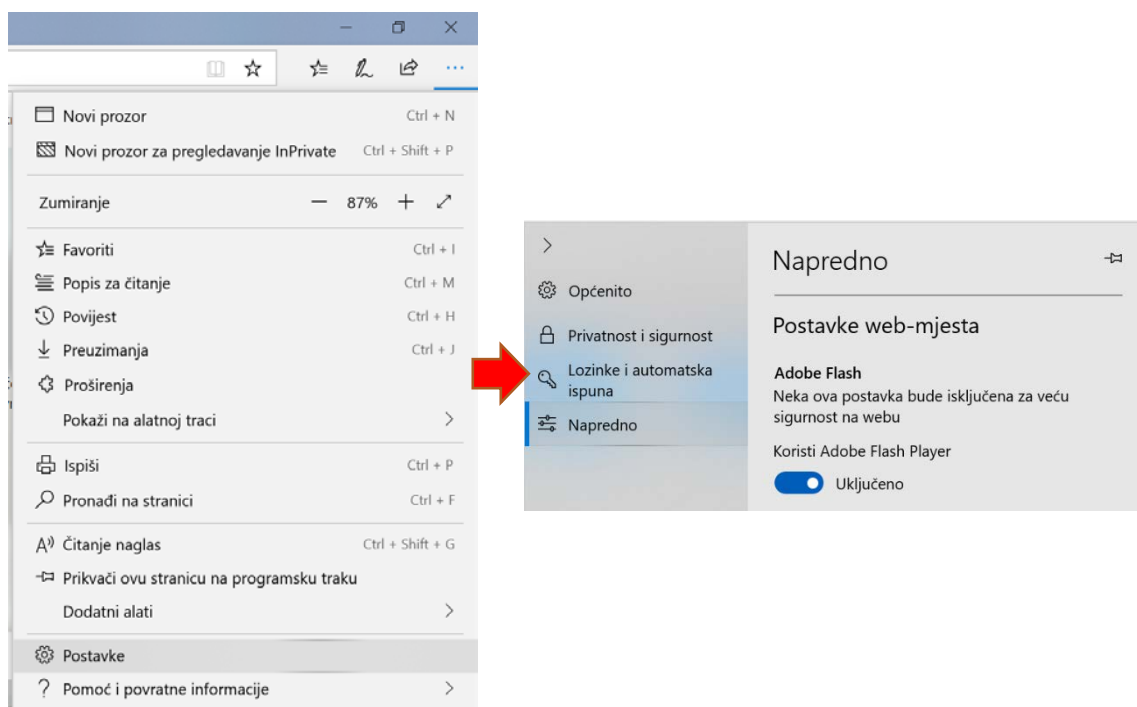 Novi prozor Ctrl + N
Novi prozor za pregledavanje InPrivate Ctrl + Shift + P
Zumiranje 87%
Favoriti Ctrl + I
Popis za čitanje Ctrl + M
Povijest Ctrl + H
Preuzimanja Ctrl + J
Proširenja
Pokaži na alatnoj traci
Ispiši Ctrl + P
Pronađi na stranici Ctrl + F
Čitanje naglas Ctrl + Shift + G
Prikvači ovu stranicu na programsku traku
Dodatni alati
Postavke
Pomoć i povratne informacije
Općenito
Privatnost i sigurnost
Lozinke i automatska
ispuna
Napredno
Napredno
Postavke web-mjesta
Adobe Flash
Neka ova postavka bude isključena za veću
sigurnost na webu
Koristi Adobe Flash Player
Uključeno